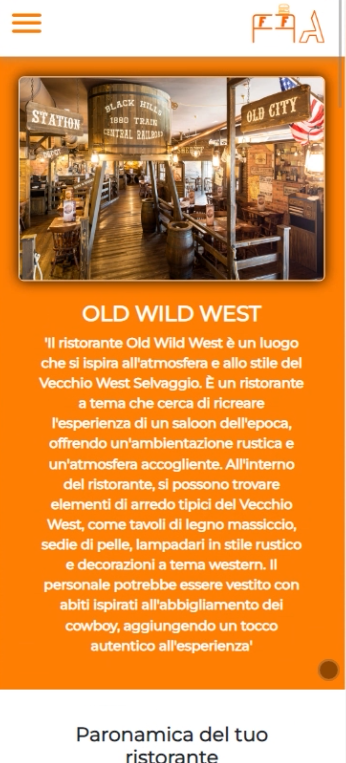 F F A
STATION
BLACK HILLS
1880 TRAIN
CENTRAL RAILROAD
OLD CITY
OLD WILD WEST
'Il ristorante Old Wild West è un luogo
che si ispira all'atmosfera e allo stile del
Vecchio West Selvaggio. È un ristorante
a tema che cerca di ricreare
l'esperienza di un saloon dell'epoca,
offrendo un'ambientazione rustica e
un'atmosfera accogliente. All'interno
del ristorante, si possono trovare
elementi di arredo tipici del Vecchio
West, come tavoli di legno massiccio,
sedie di pelle, lampadari in stile rustico
e decorazioni a tema western. Il
personale potrebbe essere vestito con
abiti ispirati all'abbigliamento dei
cowboy, aggiungendo un tocco
autentico all'esperienza'
Paronamica del tuo
ristorante